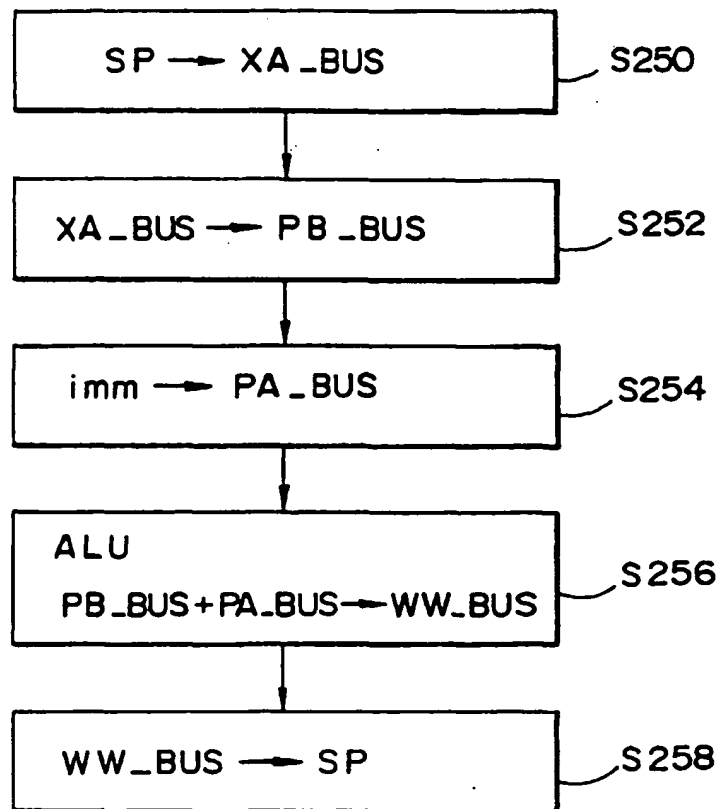 SP → XA_BUS
S250
XA_BUS → PB_BUS
S252
imm → PA_BUS
S254
ALU
PB_BUS+PA_BUS→WW_BUS
S256
WW_BUS → SP
S258